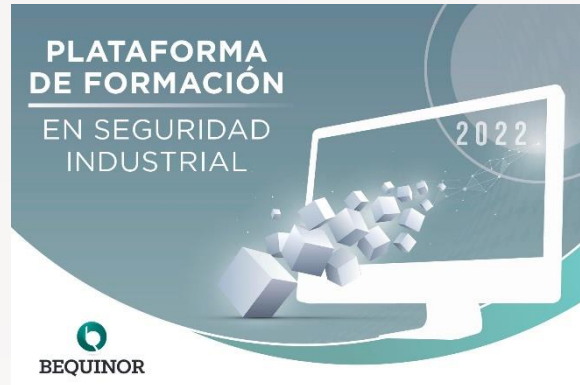 PLATAFORMA
DE FORMACIÓN
EN SEGURIDAD
INDUSTRIAL
2022
BEQUINOR